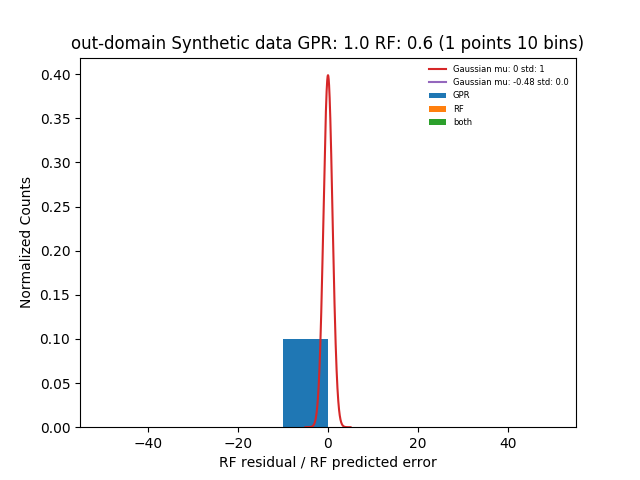 out-domain Synthetic data GPR: 1.0 RF: 0.6 (1 points 10 bins)
Gaussian mu: 0 std: 1
Gaussian mu: -0.48 std: 0.0
GPR
RF
both
Normalized Counts
0.40
0.35
0.30
0.25
0.20
0.15
0.10
0.05
0.00
−40
−20
0
20
40
RF residual / RF predicted error